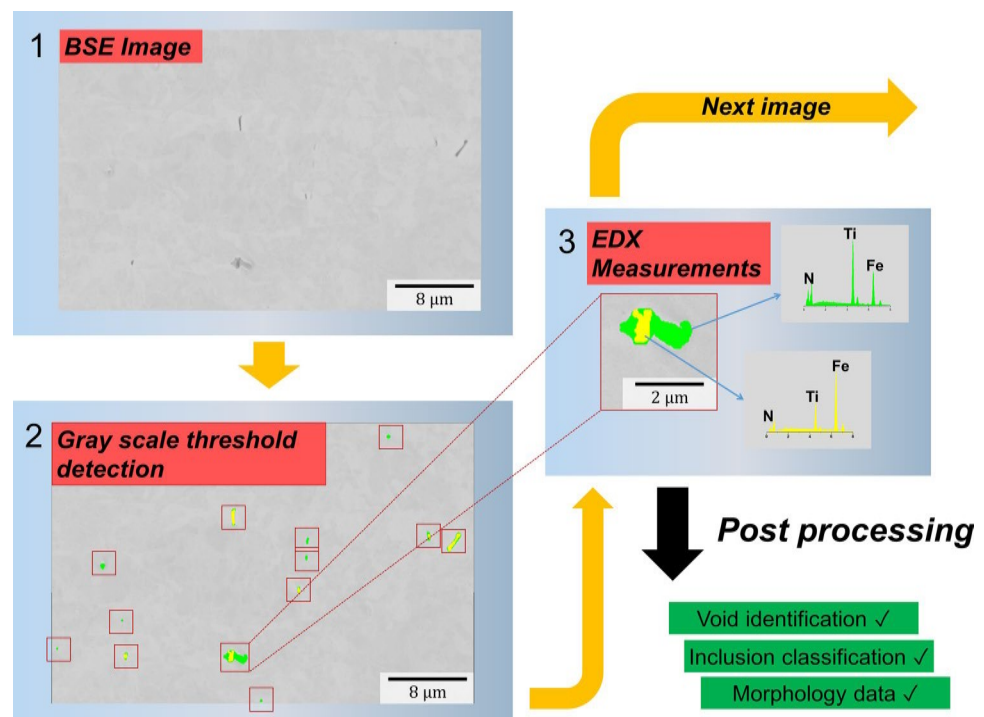 1
BSE Image
8 μm
2
Gray scale threshold
detection
8 μm
Next image
3
EDX
Measurements
2 μm
N
Ti
Fe
N
Ti
Fe
Post processing
Void identification ✓
Inclusion classification ✓
Morphology data ✓